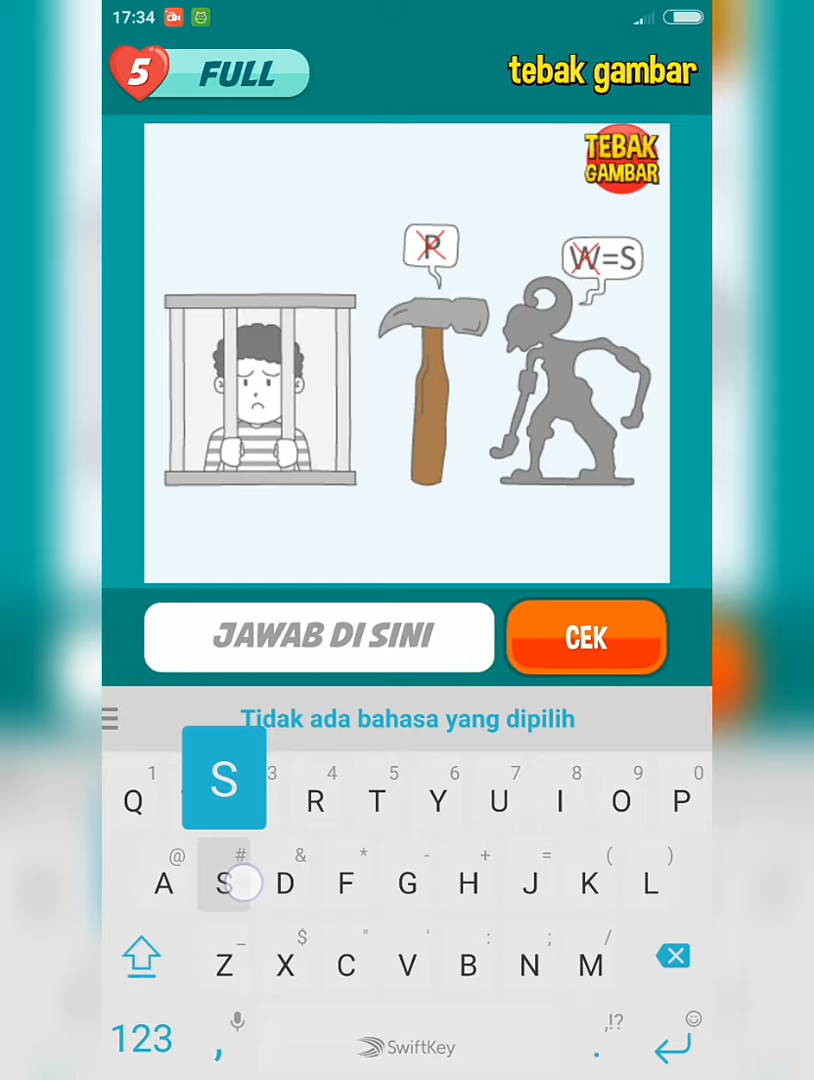 17:34
5 FULL tebak gambar
TEBAK
GAMBAR
P
W=S
JAWAB DI SINI CEK
Tidak ada bahasa yang dipilih
S
1 3 4 5 6 7 8 9 0
Q R T Y U I O P
@ # & * - + = ( )
A S D F G H J K L
_ $ " ' : ; /
Z X C V B N M
,!?
123 , SwiftKey .